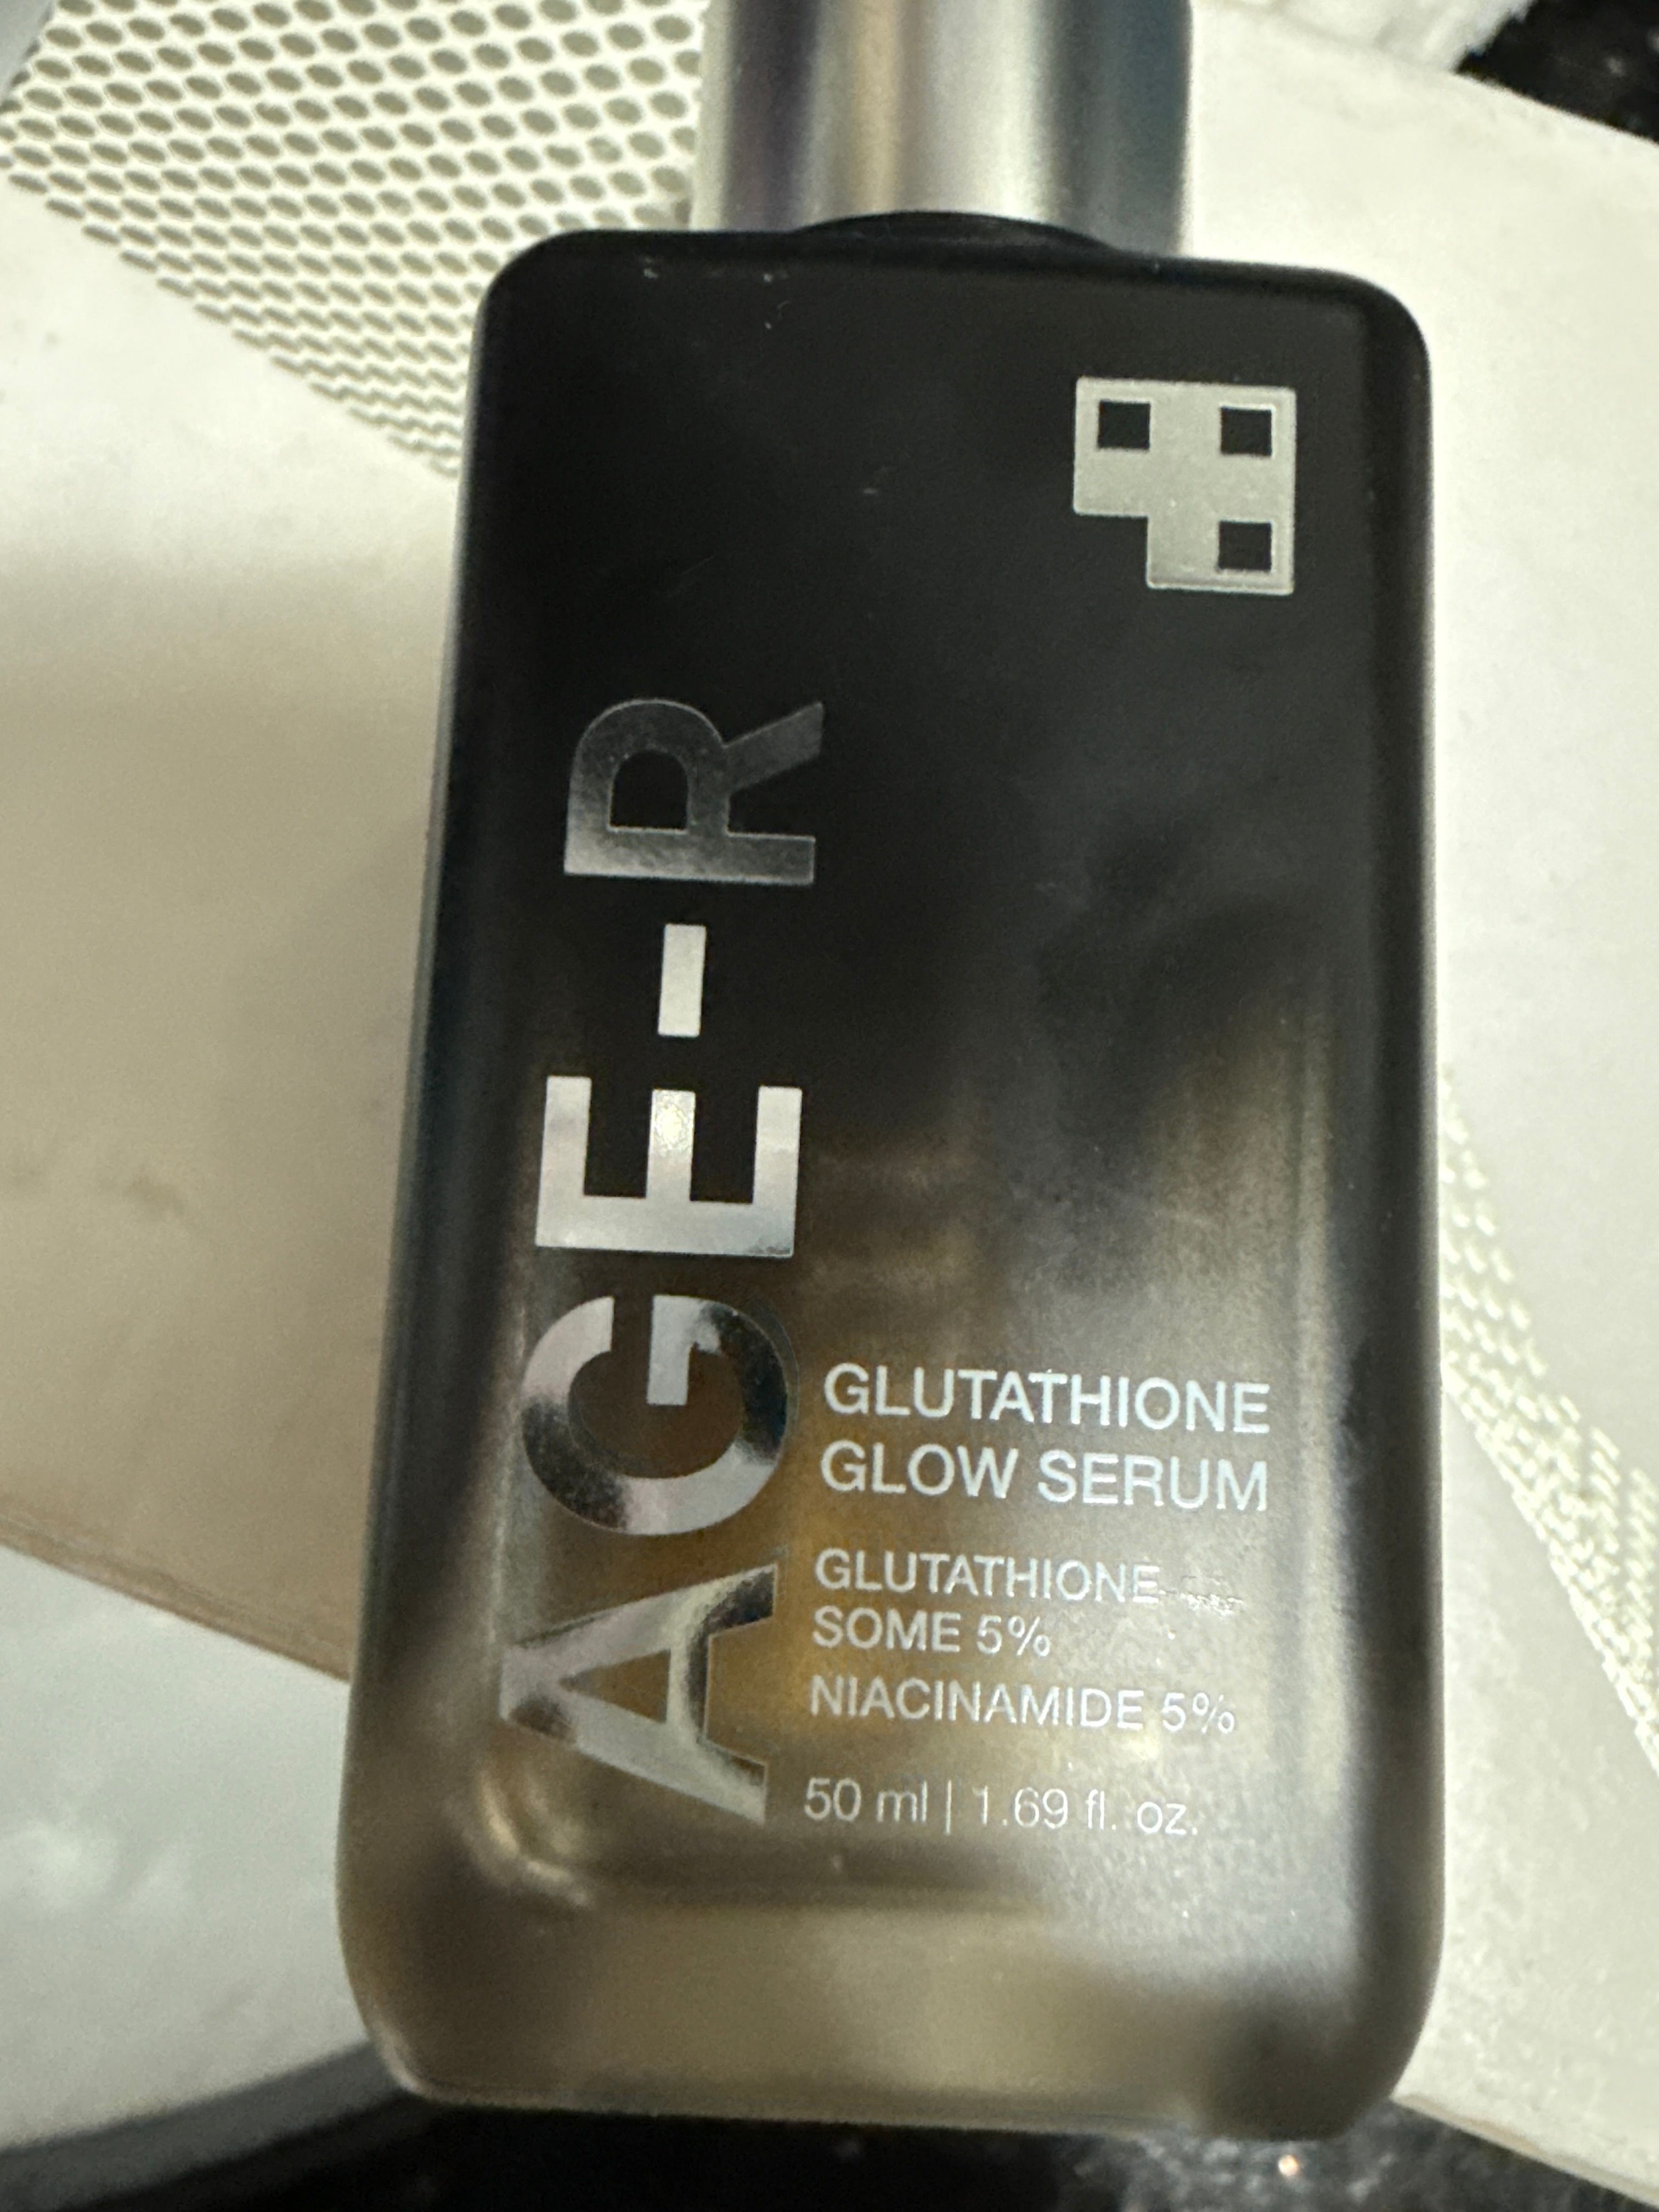 AGE-R
GLUTATHIONE
GLOW SERUM
GLUTATHIONE
SOME 5%
NIACINAMIDE 5%
50 ml | 1.69 fl. oz.